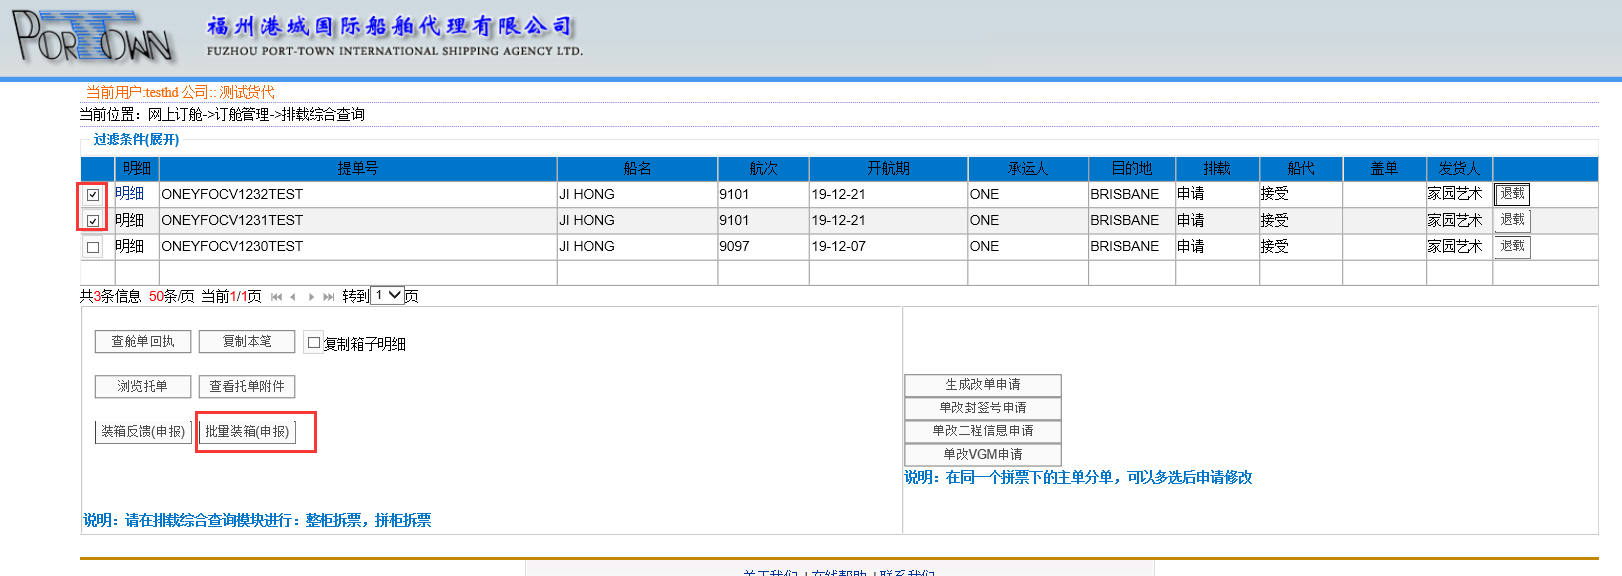 PORTTOWN
福州港城国际船舶代理有限公司
FUZHOU PORT-TOWN INTERNATIONAL SHIPPING AGENCY LTD.
当前用户:testhd 公司:: 测试货代
当前位置：网上订舱->订舱管理->排载综合查询
过滤条件(展开)
明细 提单号 船名 航次 开航期 承运人 目的地 排载 船代 盖单 发货人
明细 ONEYFOCV1232TEST JI HONG 9101 19-12-21 ONE BRISBANE 申请 接受 家园艺术 退载
明细 ONEYFOCV1231TEST JI HONG 9101 19-12-21 ONE BRISBANE 申请 接受 家园艺术 退载
明细 ONEYFOCV1230TEST JI HONG 9097 19-12-07 ONE BRISBANE 申请 接受 家园艺术 退载
共3条信息 50条/页 当前1/1页 转到 1 页
查舱单回执 复制本笔 复制箱子明细
浏览托单 查看托单附件
装箱反馈(申报) 批量装箱(申报)
说明：请在排载综合查询模块进行：整柜拆票，拼柜拆票
生成改单申请
单改封签号申请
单改二程信息申请
单改VGM申请
说明：在同一个拼票下的主单分单，可以多选后申请修改
关于我们 | 在线帮助 | 联系我们